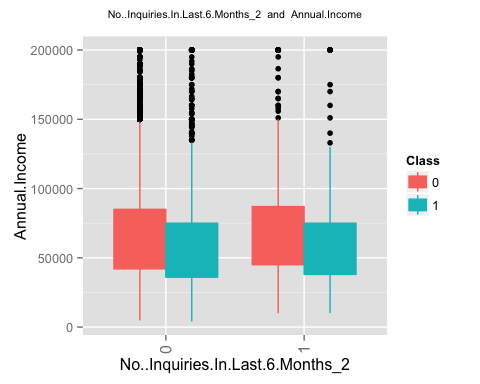 No..Inquiries.In.Last.6.Months_2 and Annual.Income
200000
150000
100000
50000
0
Annual.Income
0
1
No..Inquiries.In.Last.6.Months_2
Class
0
1